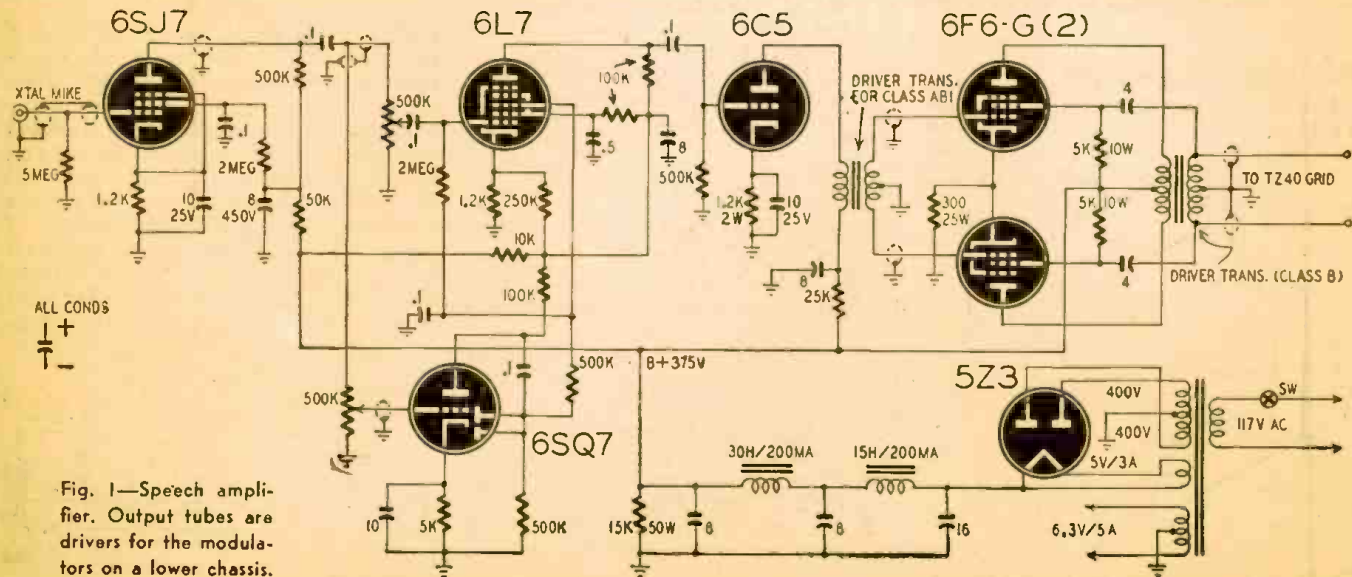 6SJ7
6L7
6C5
6F6-G(2)
XTAL MIKE
5MEG
1.2K
10
25V
.1
2MEG
8
450V
500K
50K
.1
500K
.1
2MEG
1.2K
250K
10K
100K
.5
100K
.1
8
500K
1.2K
2W
10
25V
DRIVER TRANS.
FOR CLASS AB1
8
25K
300
25W
5K
10W
5K
10W
4
4
TO TZ40 GRID
DRIVER TRANS. (CLASS B)
ALL CONDS
+
-
.1
.1
500K
B+375V
500K
6SQ7
10
5K
500K
15K
50W
8
30H/200MA
8
15H/200MA
16
5Z3
400V
400V
5V/3A
6.3V/5A
117V AC
SW
Fig. 1—Speech ampli-
fier. Output tubes are
drivers for the modula-
tors on a lower chassis.